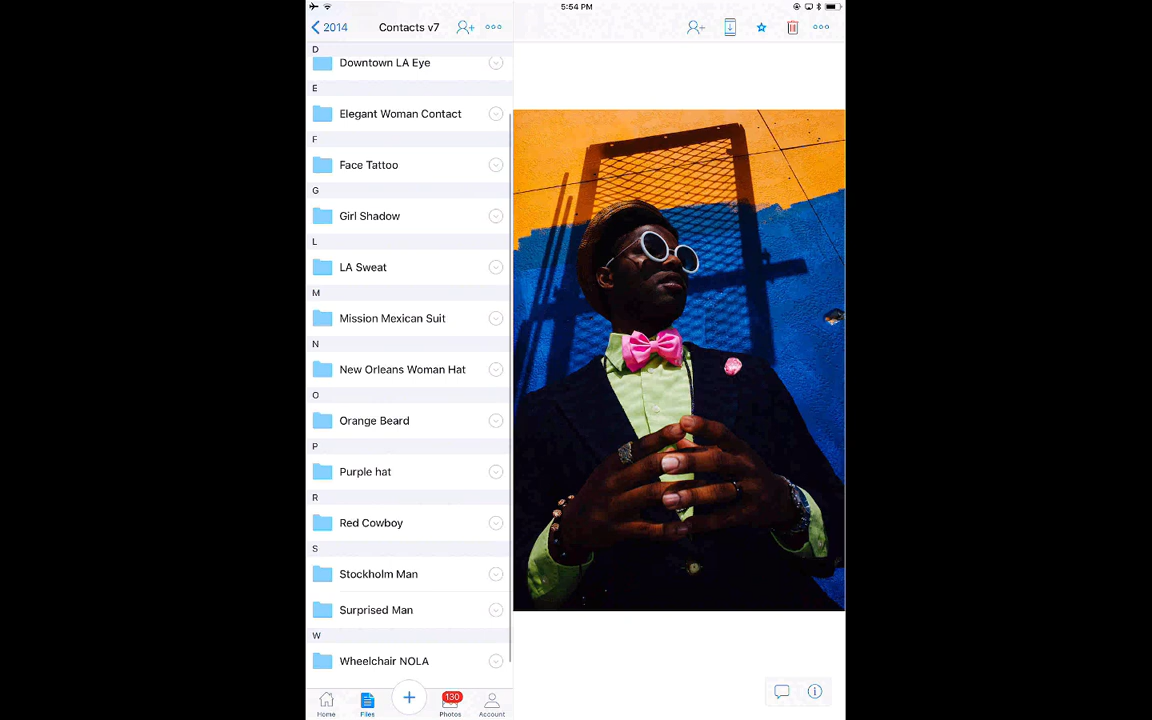 5:54 PM
2014
Contacts v7
D
Downtown LA Eye
E
Elegant Woman Contact
F
Face Tattoo
G
Girl Shadow
L
LA Sweat
M
Mission Mexican Suit
N
New Orleans Woman Hat
O
Orange Beard
P
Purple hat
R
Red Cowboy
S
Stockholm Man
Surprised Man
W
Wheelchair NOLA
130
Home
Files
Photos
Account